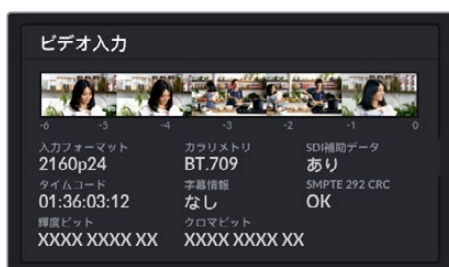 ビデオ入力
-6 -5 -4 -3 -2 -1 0
入力フォーマット カラリメトリ SDI補助データ
2160p24 BT.709 あり
タイムコード 字幕情報 SMPTE 292 CRC
01:36:03:12 なし OK
輝度ビット クロマビット
XXXX XXXX XX XXXX XXXX XX